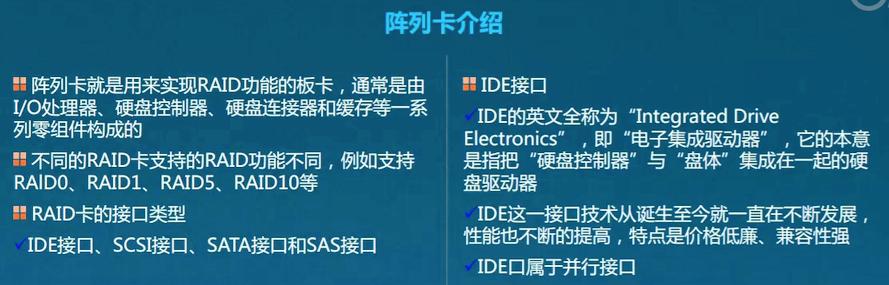 阵列卡介绍
阵列卡就是用来实现RAID功能的板卡，通常是由
I/O处理器、硬盘控制器、硬盘连接器和缓存等一系
列零组件构成的
不同的RAID卡支持的RAID功能不同，例如支持
RAID0、RAID1、RAID5、RAID10等
RAID卡的接口类型
IDE接口、SCSI接口、SATA接口和SAS接口
IDE接口
IDE的英文全称为“Integrated Drive
Electronics”，即“电子集成驱动器”，它的本意
是指把“硬盘控制器”与“盘体”集成在一起的硬
盘驱动器
IDE这一接口技术从诞生至今就一直在不断发展，
性能也不断的提高，特点是价格低廉、兼容性强
IDE口属于并行接口